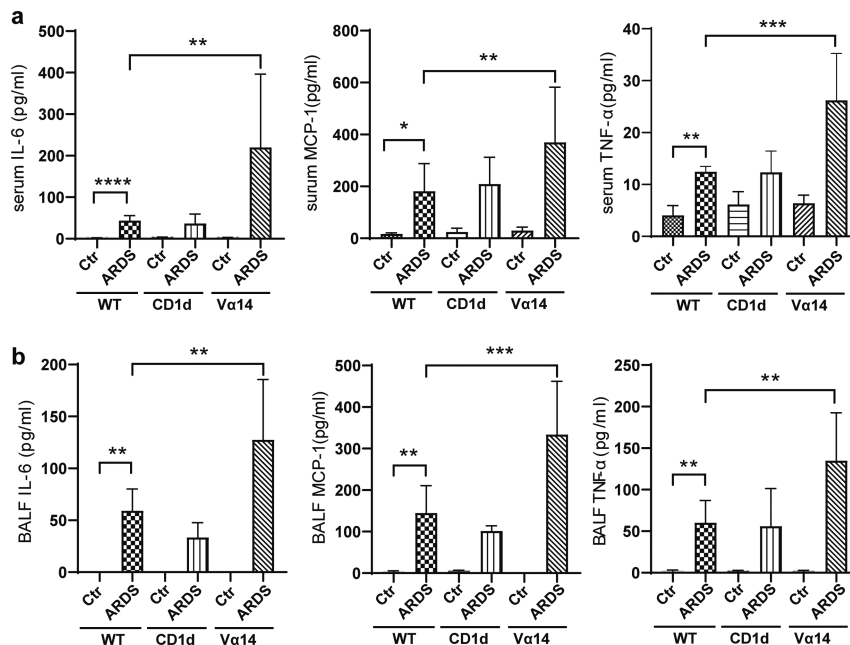 a
serum IL-6 (pg/ml)
500
400
300
200
100
0
****
**
Ctr
ARDS
Ctr
ARDS
Ctr
ARDS
WT
CD1d
Vα14
surum MCP-1(pg/ml)
800
600
400
200
0
*
**
Ctr
ARDS
Ctr
ARDS
Ctr
ARDS
WT
CD1d
Vα14
serum TNF-α(pg/ml)
40
30
20
10
0
**
***
Ctr
ARDS
Ctr
ARDS
Ctr
ARDS
WT
CD1d
Vα14
b
BALF IL-6 (pg/ml)
200
150
100
50
0
**
**
Ctr
ARDS
Ctr
ARDS
Ctr
ARDS
WT
CD1d
Vα14
BALF MCP-1(pg/ml)
500
400
300
200
100
0
**
***
Ctr
ARDS
Ctr
ARDS
Ctr
ARDS
WT
CD1d
Vα14
BALF TNF-α (pg/ml)
250
200
150
100
50
0
**
**
Ctr
ARDS
Ctr
ARDS
Ctr
ARDS
WT
CD1d
Vα14